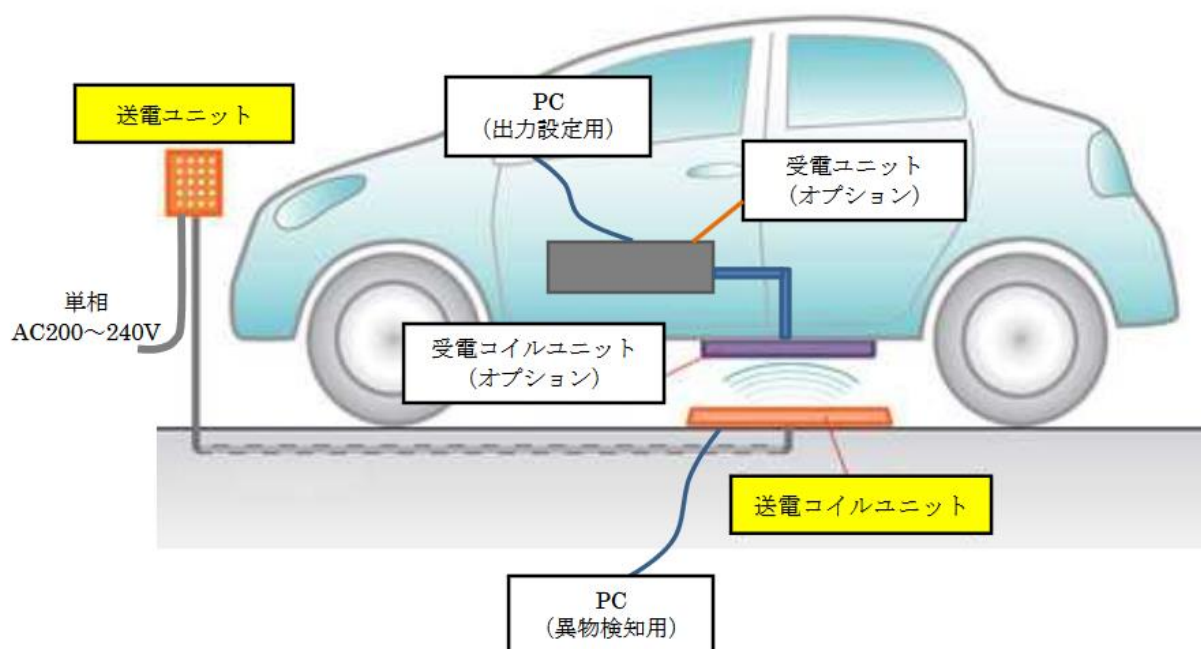 送電ユニット
PC
（出力設定用）
受電ユニット
（オプション）
単相
AC200～240V
受電コイルユニット
（オプション）
送電コイルユニット
PC
（異物検知用）